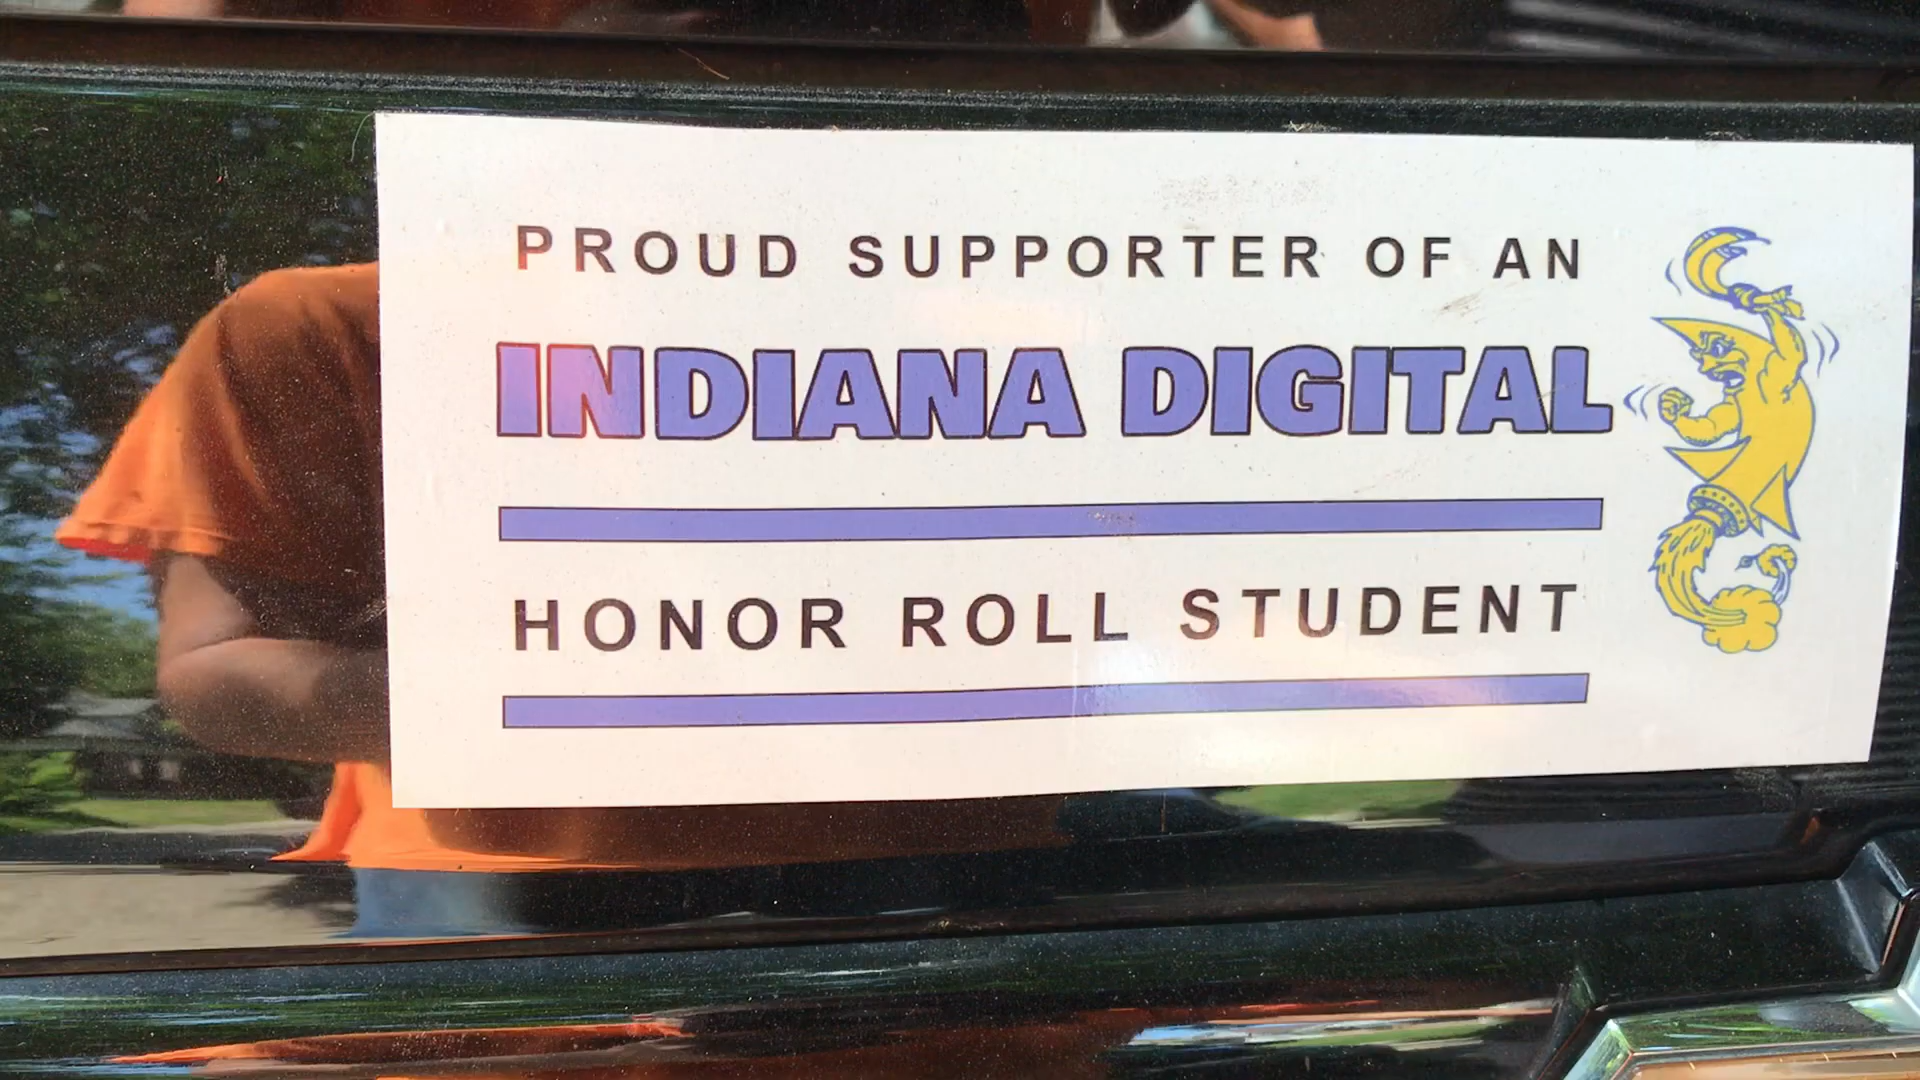 PROUD SUPPORTER OF AN
INDIANA DIGITAL
HONOR ROLL STUDENT